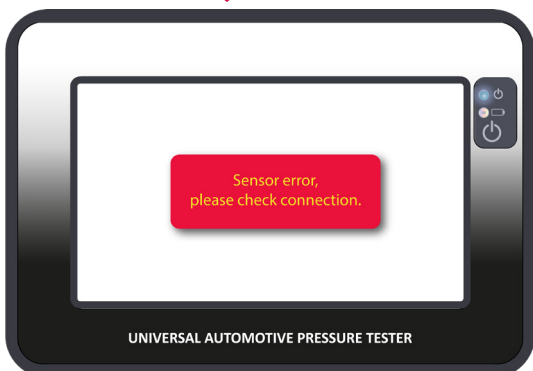 Sensor error,
please check connection.
UNIVERSAL AUTOMOTIVE PRESSURE TESTER